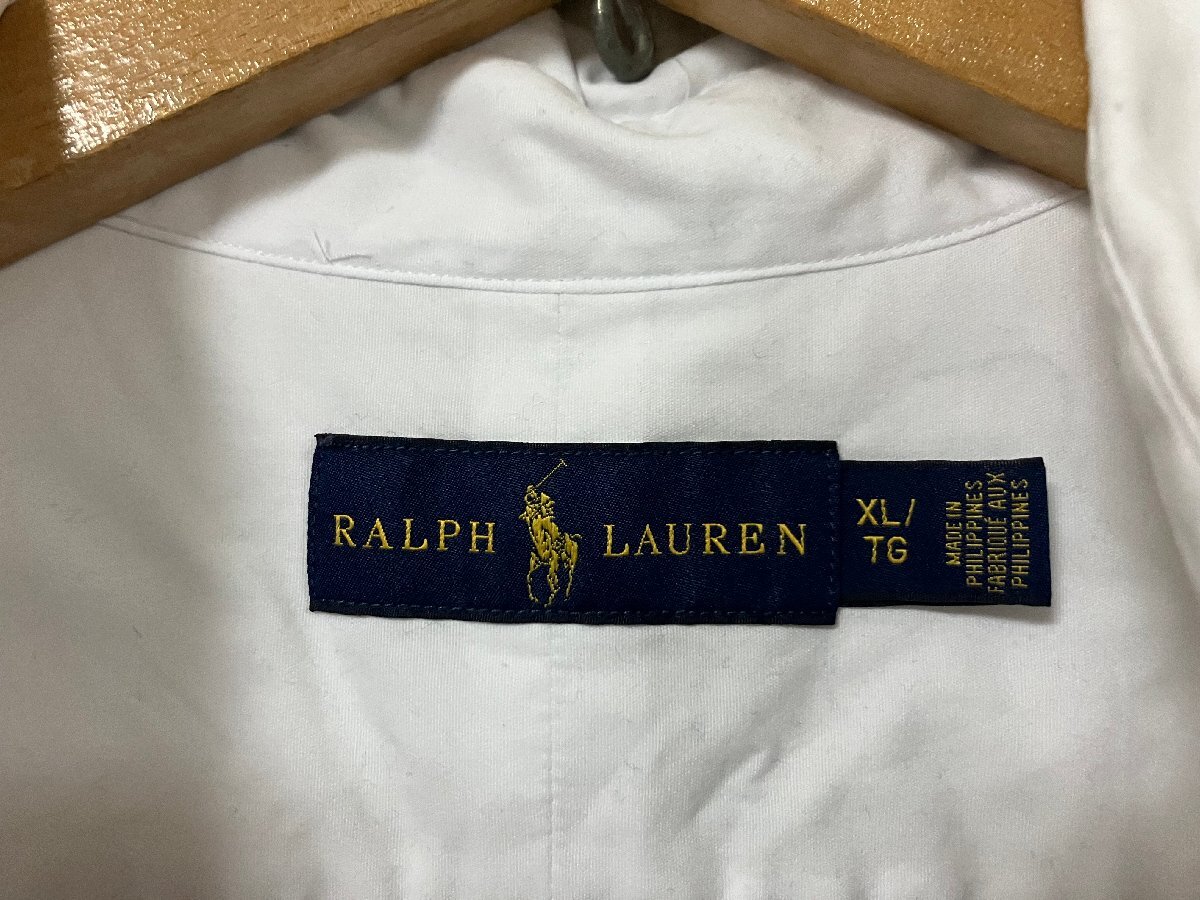 RALPH LAUREN
XL/
TG
MADE IN
PHILIPPINES
FABRIQUÉ AUX
PHILIPPINES